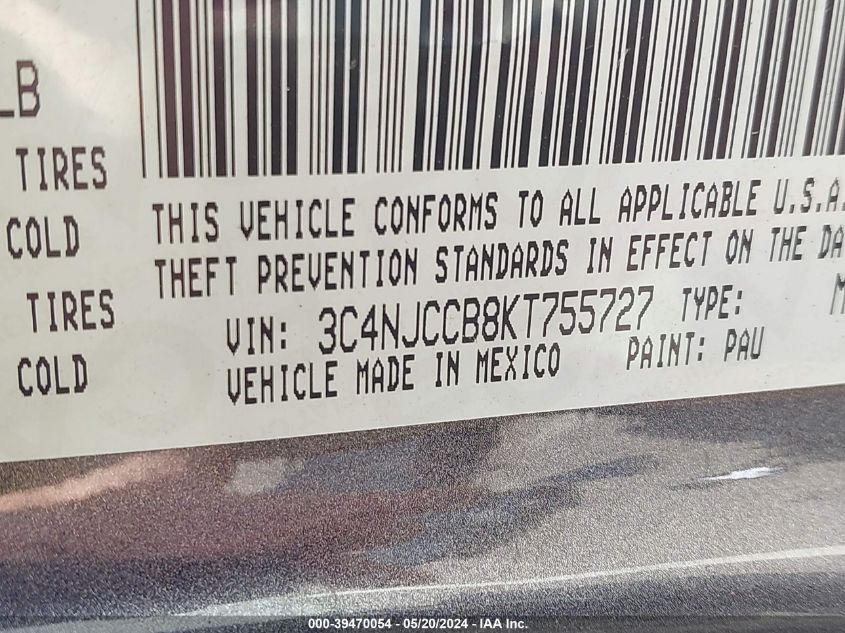 LB
TIRES
COLD
TIRES
COLD
THIS VEHICLE CONFORMS TO ALL APPLICABLE U.S.A.
THEFT PREVENTION STANDARDS IN EFFECT ON THE DA
VIN: 3C4NJCCB8KT755727 TYPE: M
VEHICLE MADE IN MEXICO PAINT: PAU
000-39470054 - 05/20/2024 - IAA Inc.